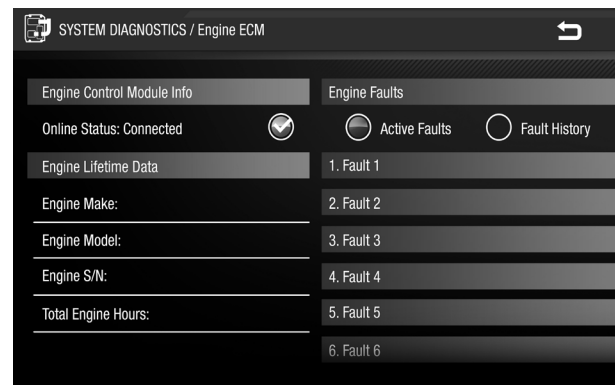 SYSTEM DIAGNOSTICS / Engine ECM
Engine Control Module Info
Online Status: Connected
Engine Lifetime Data
Engine Make:
Engine Model:
Engine S/N:
Total Engine Hours:
Engine Faults
Active Faults
Fault History
1. Fault 1
2. Fault 2
3. Fault 3
4. Fault 4
5. Fault 5
6. Fault 6